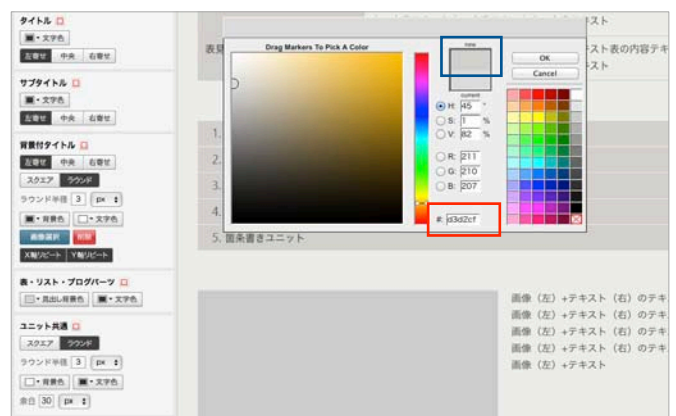 タイトル
文字色
左寄せ 中央 右寄せ
サブタイトル
文字色
左寄せ 中央 右寄せ
背景付タイトル
左寄せ 中央 右寄せ
スクエア ラウンド
ラウンド半径 3 px
背景色 文字色
画像選択 削除
X軸リピート Y軸リピート
表・リスト・ブログパーツ
見出し背景色 文字色
ユニット共通
スクエア ラウンド
ラウンド半径 3 px
背景色 文字色
余白 30 px
キスト
表見
スト表の内容テキ
スト
Drag Markers To Pick A Color
new
current
OK
Cancel
H: 45 °
S: 1 %
V: 82 %
R: 211
G: 210
B: 207
#: d3d2cf
1.
2.
3.
4.
5. 箇条書きユニット
画像（左）+テキスト（右）のテキ
画像（左）+テキスト（右）のテキ
画像（左）+テキスト（右）のテキ
画像（左）+テキスト（右）のテキ
画像（左）+テキスト